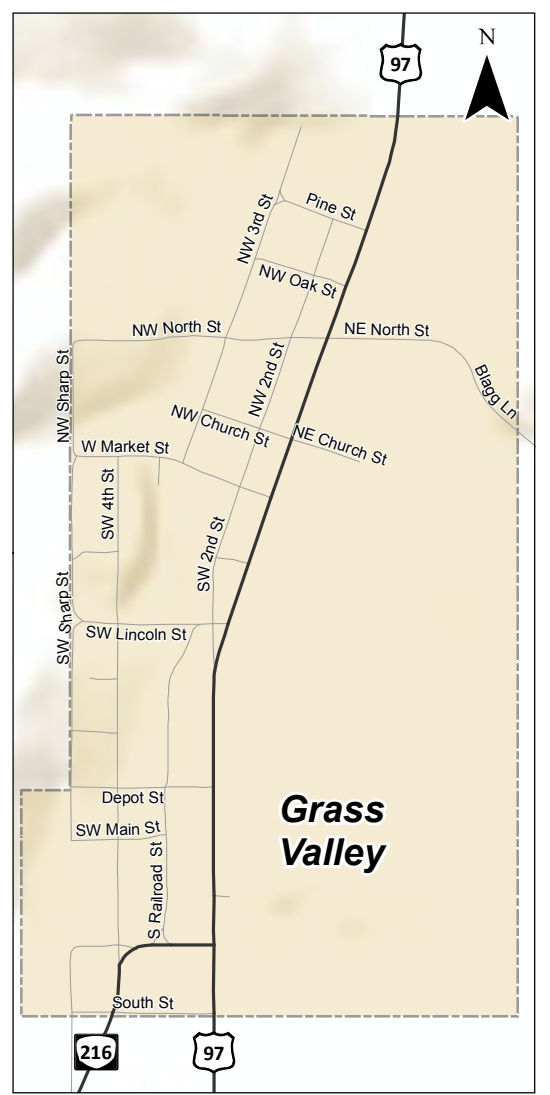 N
97
Pine St
NW 3rd St
NW Oak St
NW North St
NE North St
NW Sharp St
NW 2nd St
Blagg Ln
NW Church St
NE Church St
W Market St
SW 4th St
SW 2nd St
SW Sharp St
SW Lincoln St
Depot St
Grass
Valley
SW Main St
S Railroad St
South St
216
97